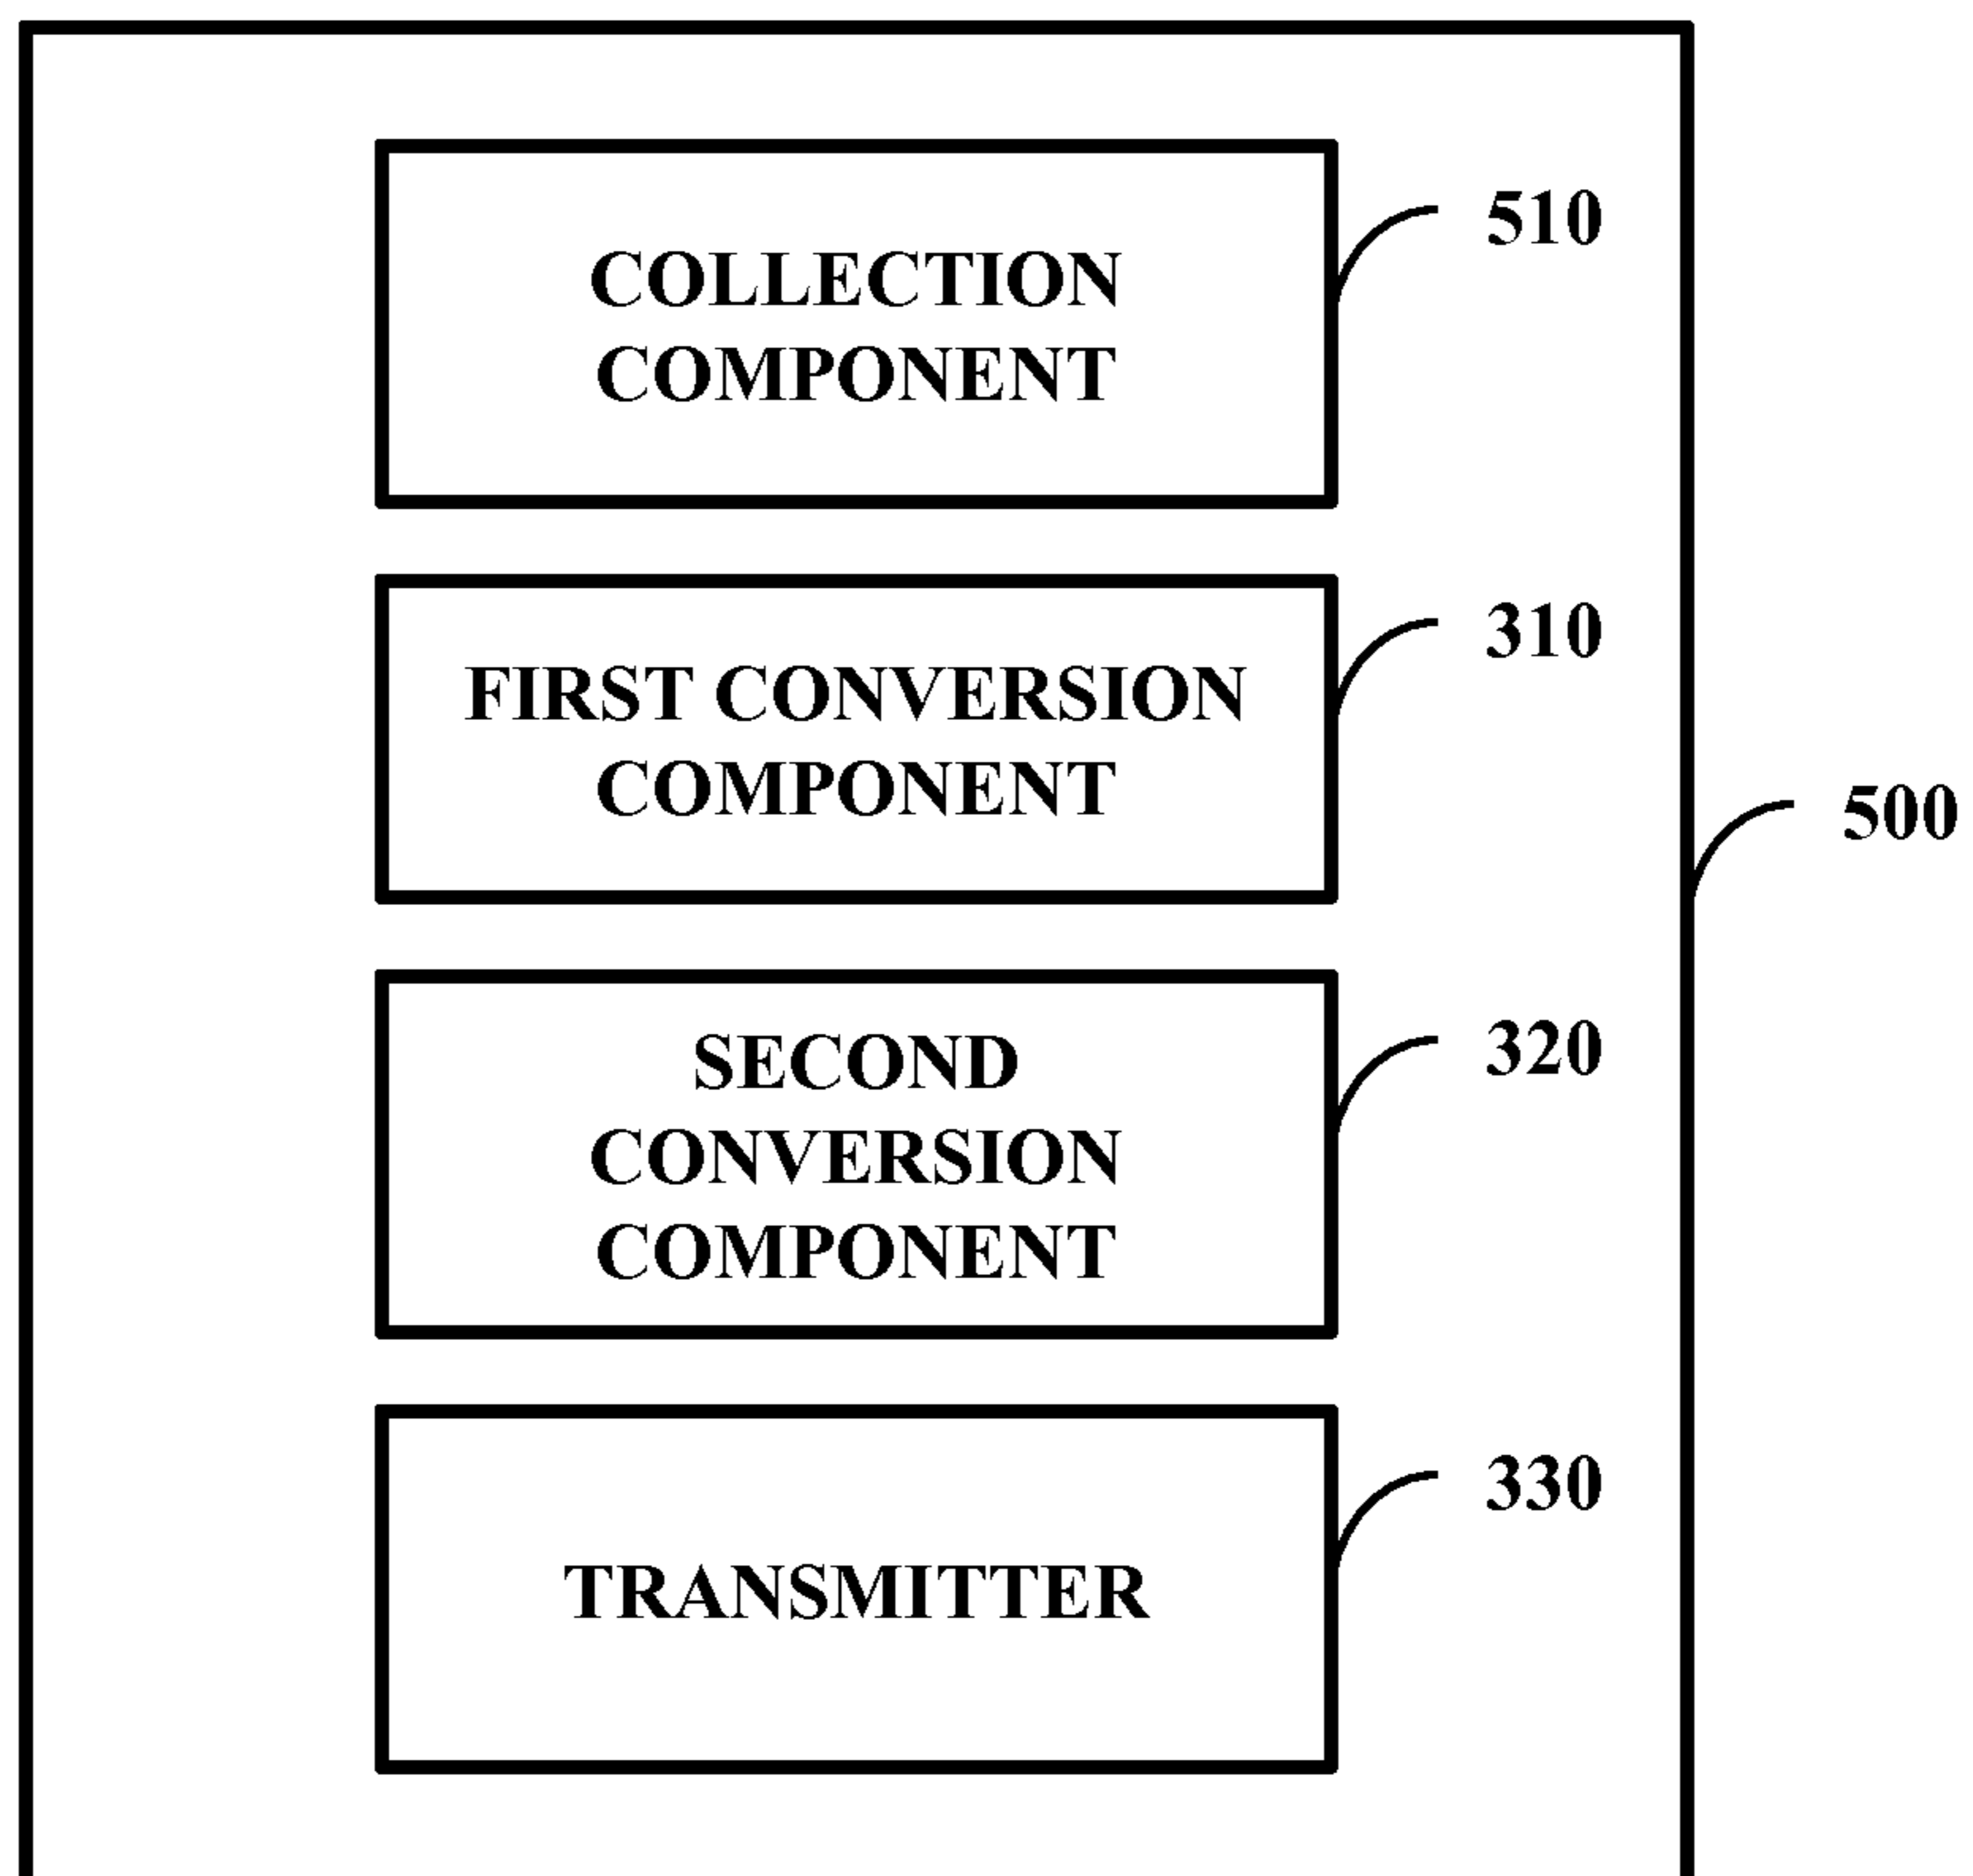 COLLECTION
COMPONENT
510
FIRST CONVERSION
COMPONENT
310
500
SECOND
CONVERSION
COMPONENT
320
TRANSMITTER
330